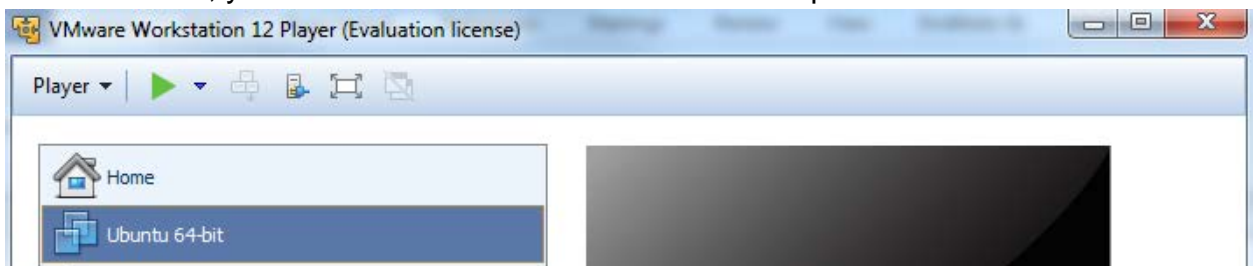 VMware Workstation 12 Player (Evaluation license)
Player
Home
Ubuntu 64-bit